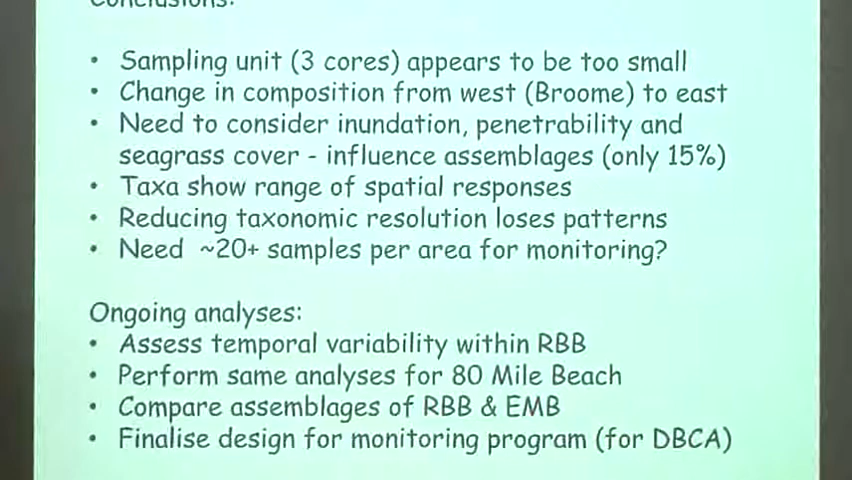 Conclusions:
• Sampling unit (3 cores) appears to be too small
• Change in composition from west (Broome) to east
• Need to consider inundation, penetrability and
seagrass cover - influence assemblages (only 15%)
• Taxa show range of spatial responses
• Reducing taxonomic resolution loses patterns
• Need ~20+ samples per area for monitoring?
Ongoing analyses:
• Assess temporal variability within RBB
• Perform same analyses for 80 Mile Beach
• Compare assemblages of RBB & EMB
• Finalise design for monitoring program (for DBCA)